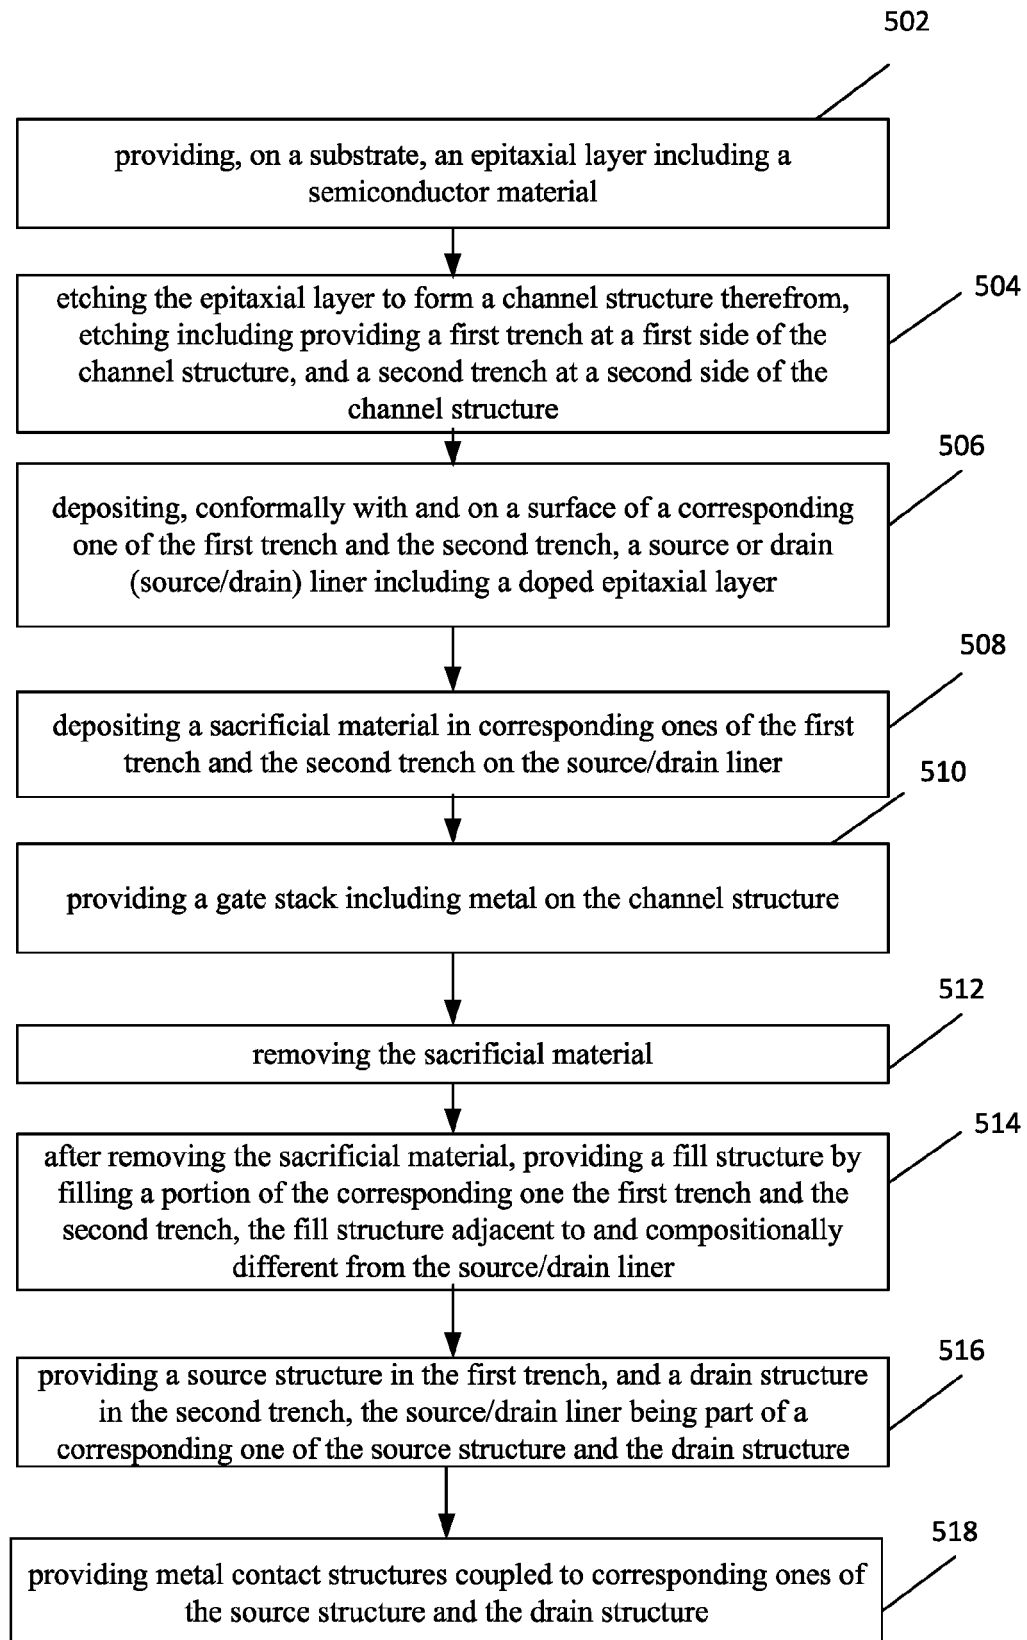 502
providing, on a substrate, an epitaxial layer including a
semiconductor material
504
etching the epitaxial layer to form a channel structure therefrom,
etching including providing a first trench at a first side of the
channel structure, and a second trench at a second side of the
channel structure
506
depositing, conformally with and on a surface of a corresponding
one of the first trench and the second trench, a source or drain
(source/drain) liner including a doped epitaxial layer
508
depositing a sacrificial material in corresponding ones of the first
trench and the second trench on the source/drain liner
510
providing a gate stack including metal on the channel structure
512
removing the sacrificial material
514
after removing the sacrificial material, providing a fill structure by
filling a portion of the corresponding one the first trench and the
second trench, the fill structure adjacent to and compositionally
different from the source/drain liner
516
providing a source structure in the first trench, and a drain structure
in the second trench, the source/drain liner being part of a
corresponding one of the source structure and the drain structure
518
providing metal contact structures coupled to corresponding ones of
the source structure and the drain structure